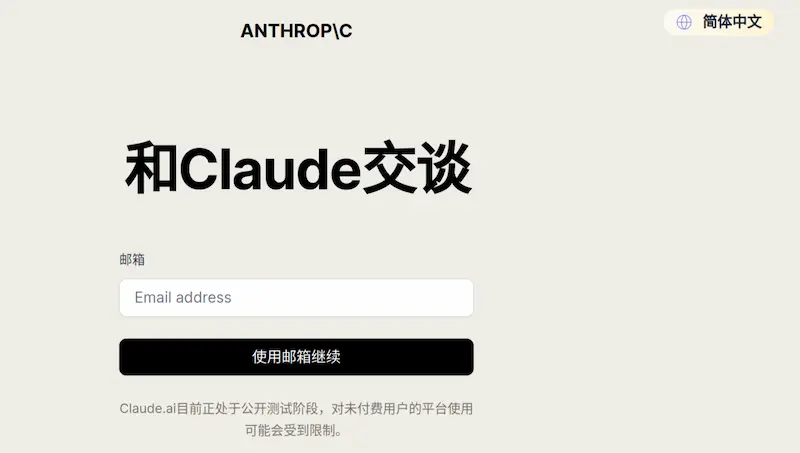 ANTHROP\C
简体中文
和Claude交谈
邮箱
Email address
使用邮箱继续
Claude.ai目前正处于公开测试阶段，对未付费用户的平台使用
可能会受到限制。